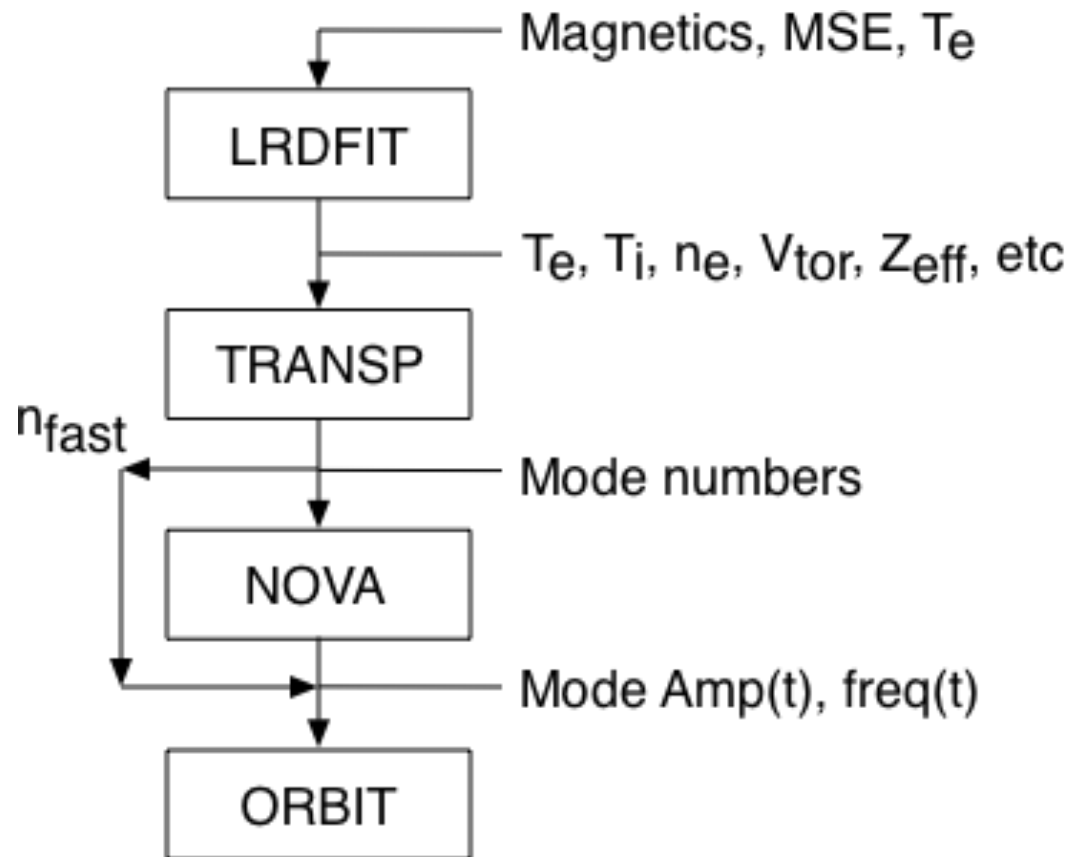 Magnetics, MSE, Te
LRDFIT
Te, Ti, ne, Vtor, Zeff, etc
TRANSP
nfast
Mode numbers
NOVA
Mode Amp(t), freq(t)
ORBIT